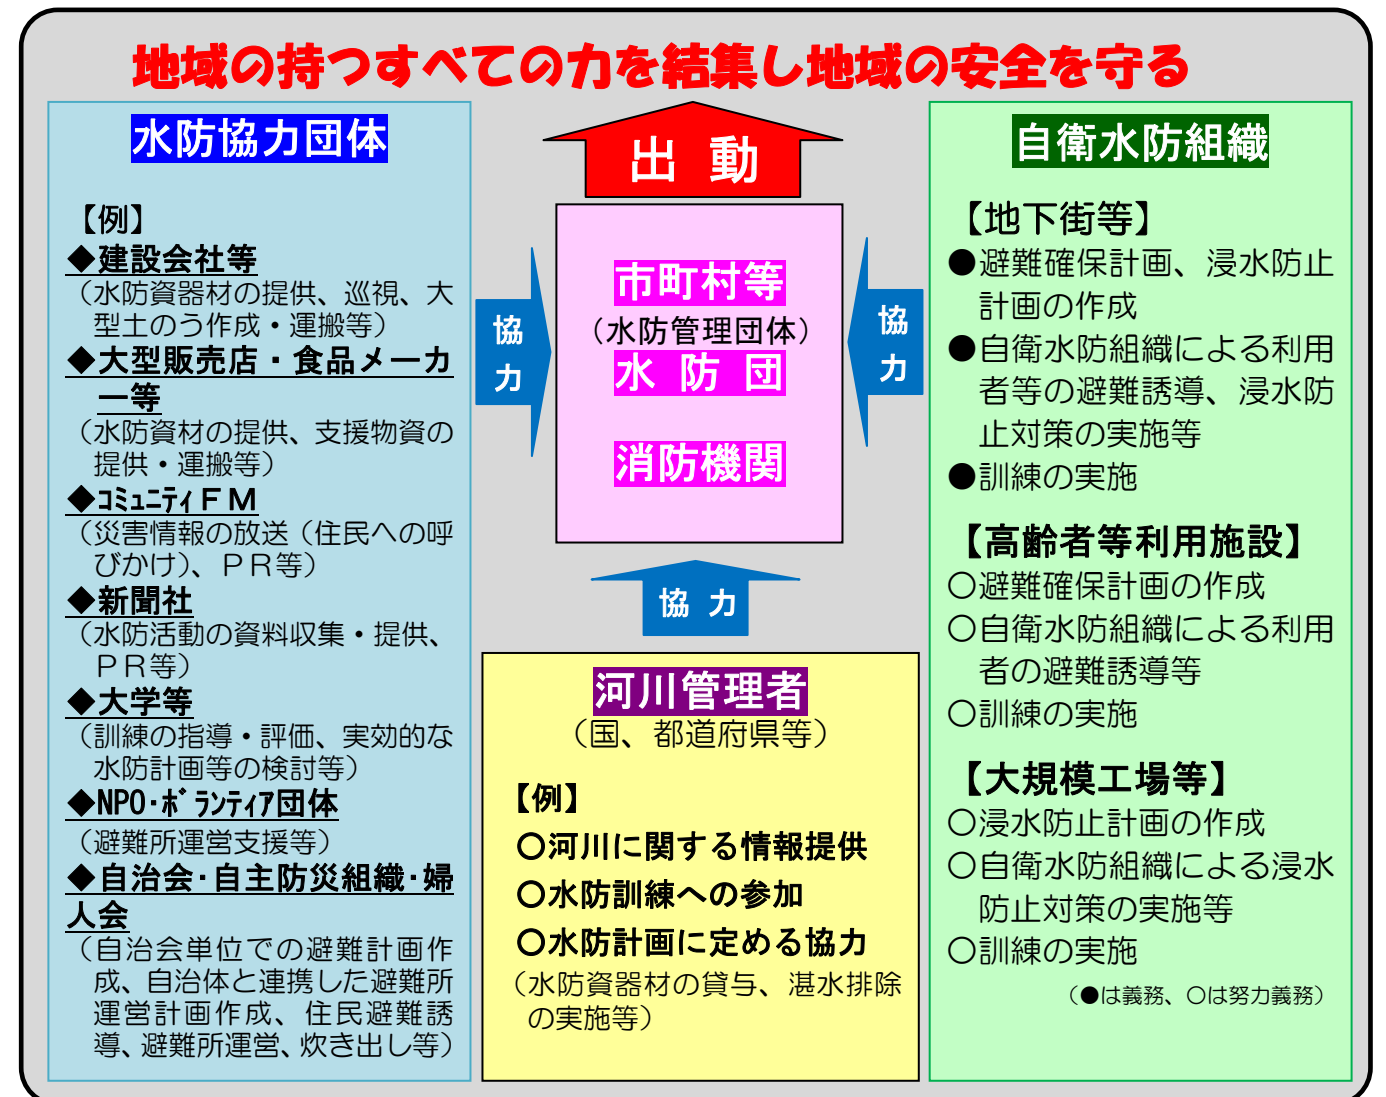 地域の持つすべての力を結集し地域の安全を守る
水防協力団体
【例】
◆建設会社等
（水防資器材の提供、巡視、大
型土のう作成・運搬等）
◆大型販売店・食品メーカ
ー等
（水防資材の提供、支援物資の
提供・運搬等）
◆ｺﾐｭﾆﾃｨＦＭ
（災害情報の放送（住民への呼
びかけ）、ＰＲ等）
◆新聞社
（水防活動の資料収集・提供、
ＰＲ等）
◆大学等
（訓練の指導・評価、実効的な
水防計画等の検討等）
◆NPO･ﾎﾞﾗﾝﾃｨｱ団体
（避難所運営支援等）
◆自治会･自主防災組織･婦
人会
（自治会単位での避難計画作
成、自治体と連携した避難所
運営計画作成、住民避難誘
導、避難所運営、炊き出し等）
出 動
市町村等
（水防管理団体）
水 防 団
消防機関
協
力
協
力
協 力
河川管理者
（国、都道府県等）
【例】
○河川に関する情報提供
○水防訓練への参加
○水防計画に定める協力
（水防資器材の貸与、湛水排除
の実施等）
自衛水防組織
【地下街等】
●避難確保計画、浸水防止
計画の作成
●自衛水防組織による利用
者等の避難誘導、浸水防
止対策の実施等
●訓練の実施
【高齢者等利用施設】
○避難確保計画の作成
○自衛水防組織による利用
者の避難誘導等
○訓練の実施
【大規模工場等】
○浸水防止計画の作成
○自衛水防組織による浸水
防止対策の実施等
○訓練の実施
（●は義務、○は努力義務）